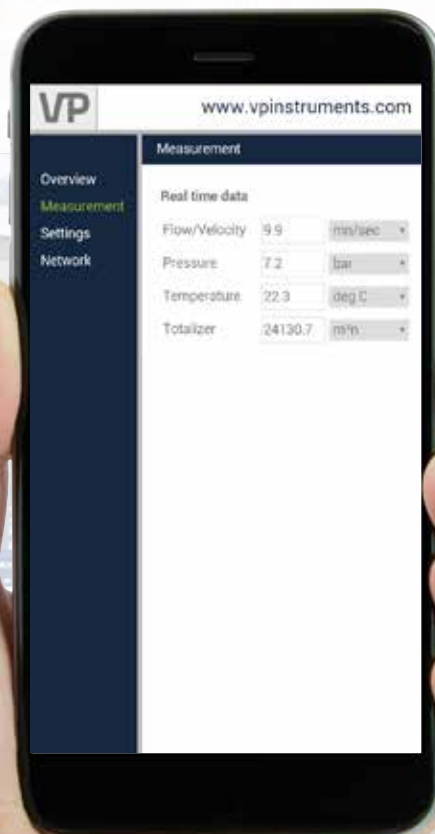 VP
www.vpinstruments.com
Measurement
Overview
Measurement
Settings
Network
Real time data
Flow/Velocity 9.9 mn/sec
Pressure 7.2 bar
Temperature 22.3 deg C
Totalizer 24130.7 m³n